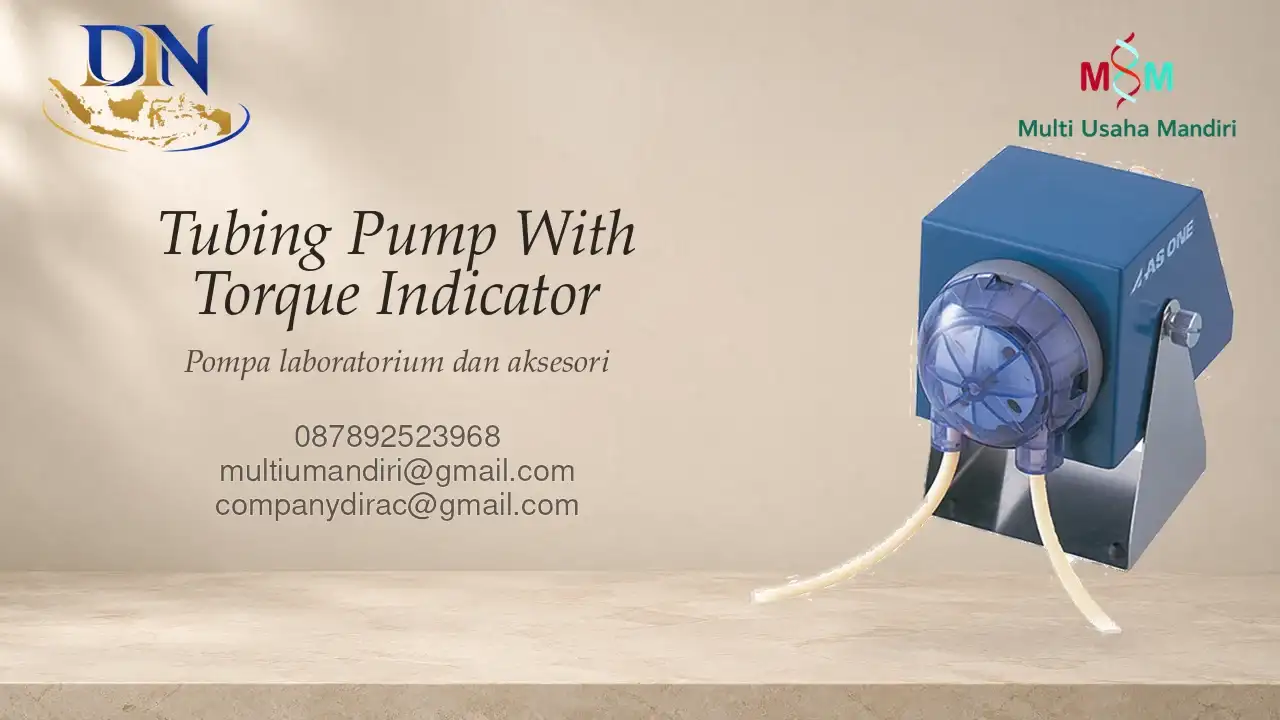 DIN
MSM
Multi Usaha Mandiri
AS ONE
Tubing Pump With
Torque Indicator
Pompa laboratorium dan aksesori
087892523968
multiumandiri@gmail.com
companydirac@gmail.com